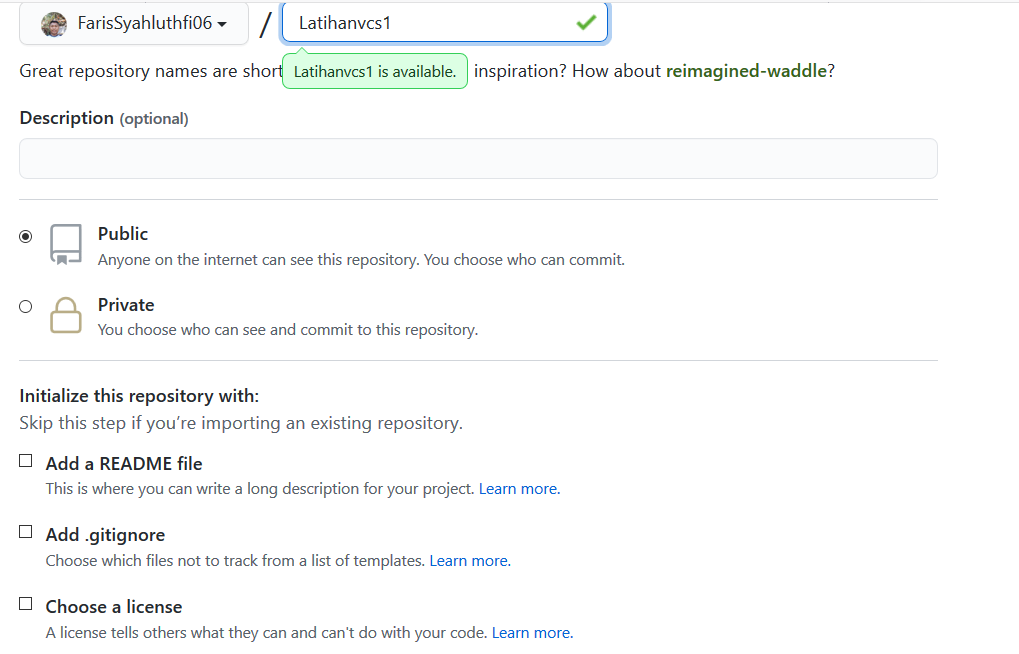 FarisSyahluthfi06 / Latihanvcs1
Great repository names are short inspiration? How about reimagined-waddle?
Latihanvcs1 is available.
Description (optional)
Public
Anyone on the internet can see this repository. You choose who can commit.
Private
You choose who can see and commit to this repository.
Initialize this repository with:
Skip this step if you’re importing an existing repository.
Add a README file
This is where you can write a long description for your project. Learn more.
Add .gitignore
Choose which files not to track from a list of templates. Learn more.
Choose a license
A license tells others what they can and can't do with your code. Learn more.